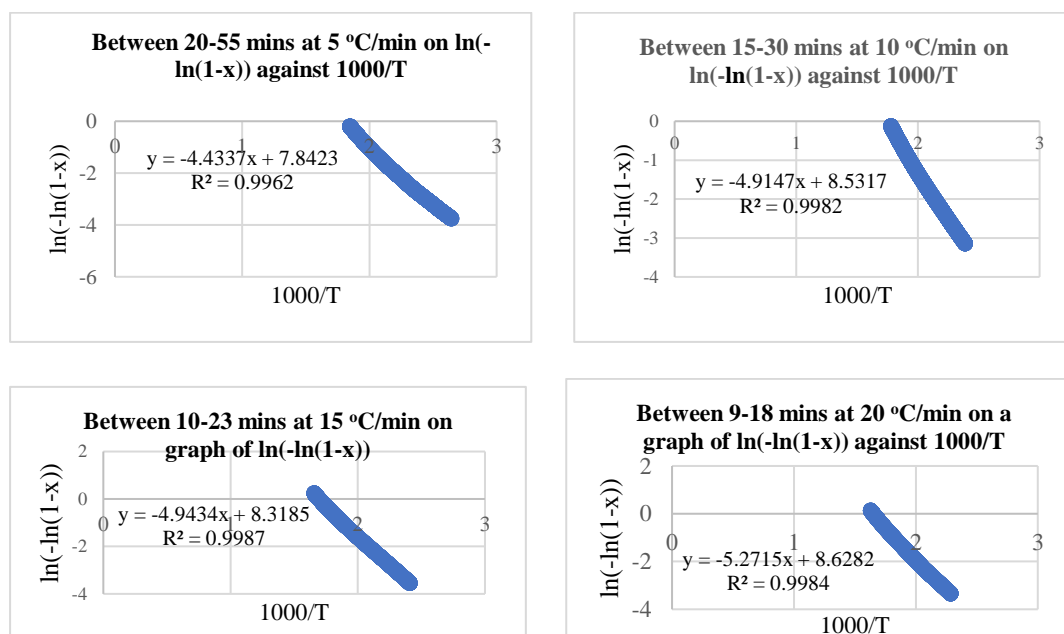 Between 20-55 mins at 5 ºC/min on ln(-
ln(1-x)) against 1000/T
0
-2
-4
-6
0
1
2
3
y = -4.4337x + 7.8423
R² = 0.9962
ln(-ln(1-x))
1000/T
Between 15-30 mins at 10 ºC/min on
ln(-ln(1-x)) against 1000/T
0
-1
-2
-3
-4
0
1
2
3
y = -4.9147x + 8.5317
R² = 0.9982
ln(-ln(1-x))
1000/T
Between 10-23 mins at 15 ºC/min on
graph of ln(-ln(1-x))
2
0
-2
-4
0
1
2
3
y = -4.9434x + 8.3185
R² = 0.9987
ln(-ln(1-x))
1000/T
Between 9-18 mins at 20 ºC/min on a
graph of ln(-ln(1-x)) against 1000/T
2
0
-2
-4
0
1
2
3
y = -5.2715x + 8.6282
R² = 0.9984
ln(-ln(1-x))
1000/T